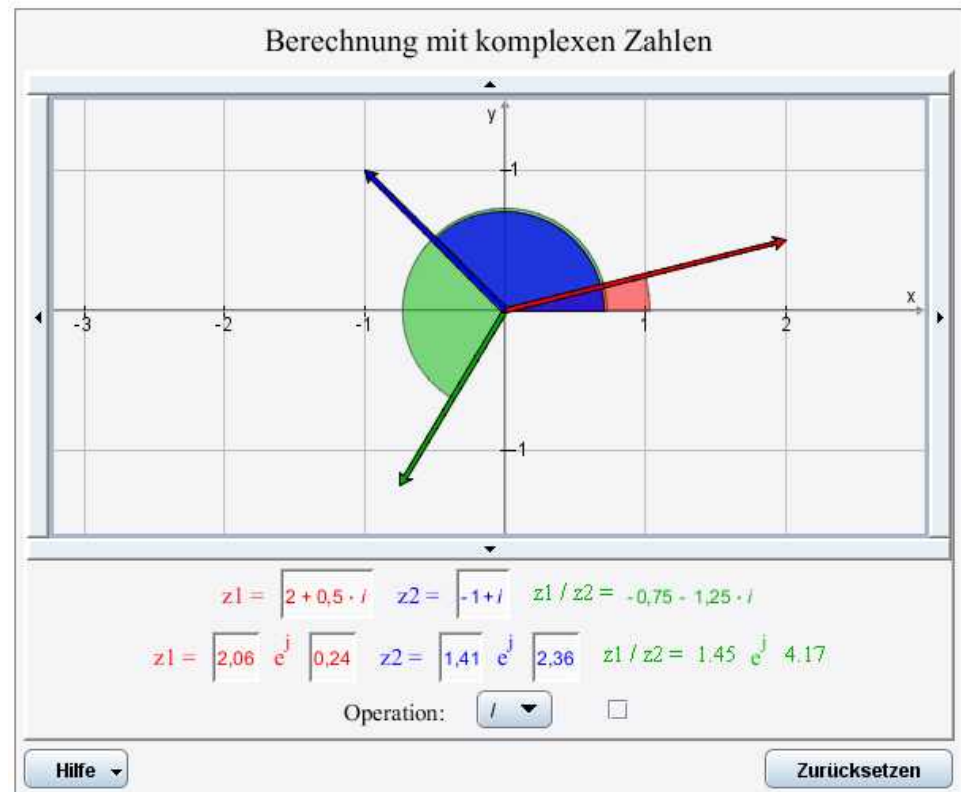 Berechnung mit komplexen Zahlen
y
1
x
-3 -2 -1 1 2
-1
z1 = 2 + 0,5 · i z2 = - 1 + i z1 / z2 = - 0,75 - 1,25 · i
z1 = 2,06 e^j 0,24 z2 = 1,41 e^j 2,36 z1 / z2 = 1.45 e^j 4.17
Operation: /
Hilfe Zurücksetzen